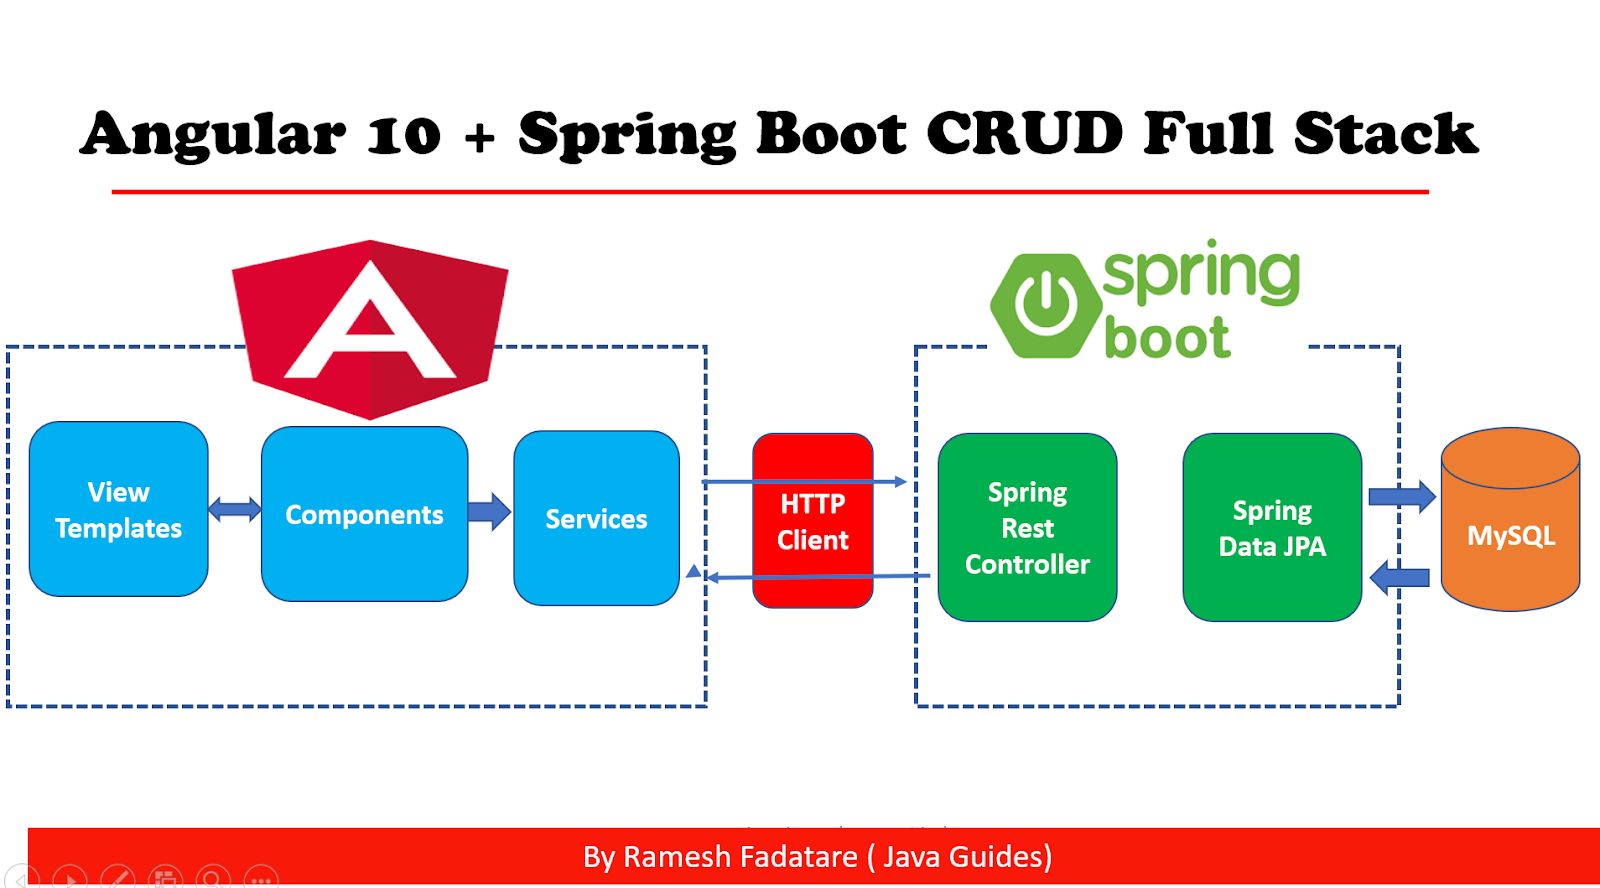 Angular 10 + Spring Boot CRUD Full Stack
spring
boot
View
Templates
Components
Services
HTTP
Client
Spring
Rest
Controller
Spring
Data JPA
MySQL
By Ramesh Fadatare ( Java Guides)